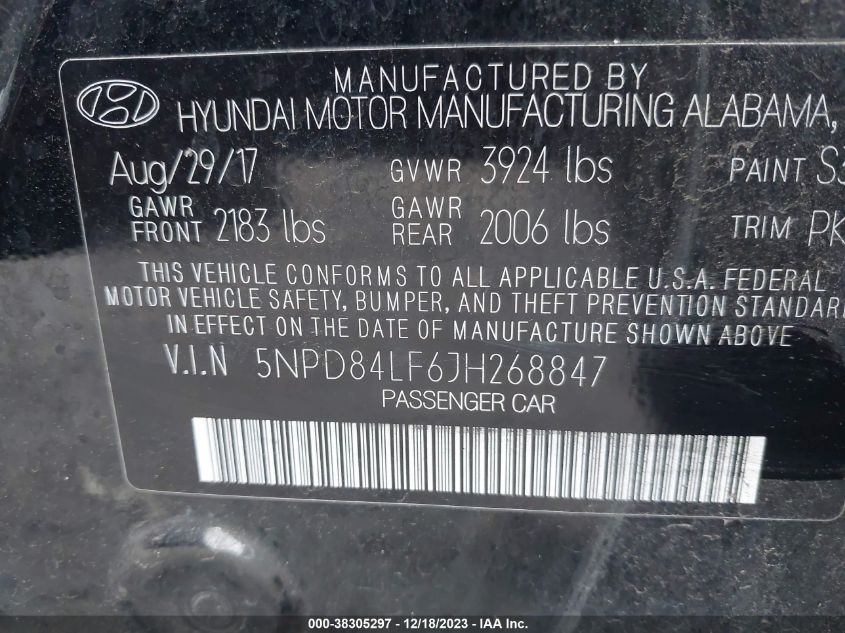 MANUFACTURED BY
HYUNDAI MOTOR MANUFACTURING ALABAMA,
Aug/29/17 GVWR 3924 lbs PAINT
GAWR FRONT 2183 lbs GAWR REAR 2006 lbs TRIM PK
THIS VEHICLE CONFORMS TO ALL APPLICABLE U.S.A. FEDERAL
MOTOR VEHICLE SAFETY, BUMPER, AND THEFT PREVENTION STANDAR
IN EFFECT ON THE DATE OF MANUFACTURE SHOWN ABOVE
V.I.N 5NPD84LF6JH268847
PASSENGER CAR
000-38305297 - 12/18/2023 - IAA Inc.